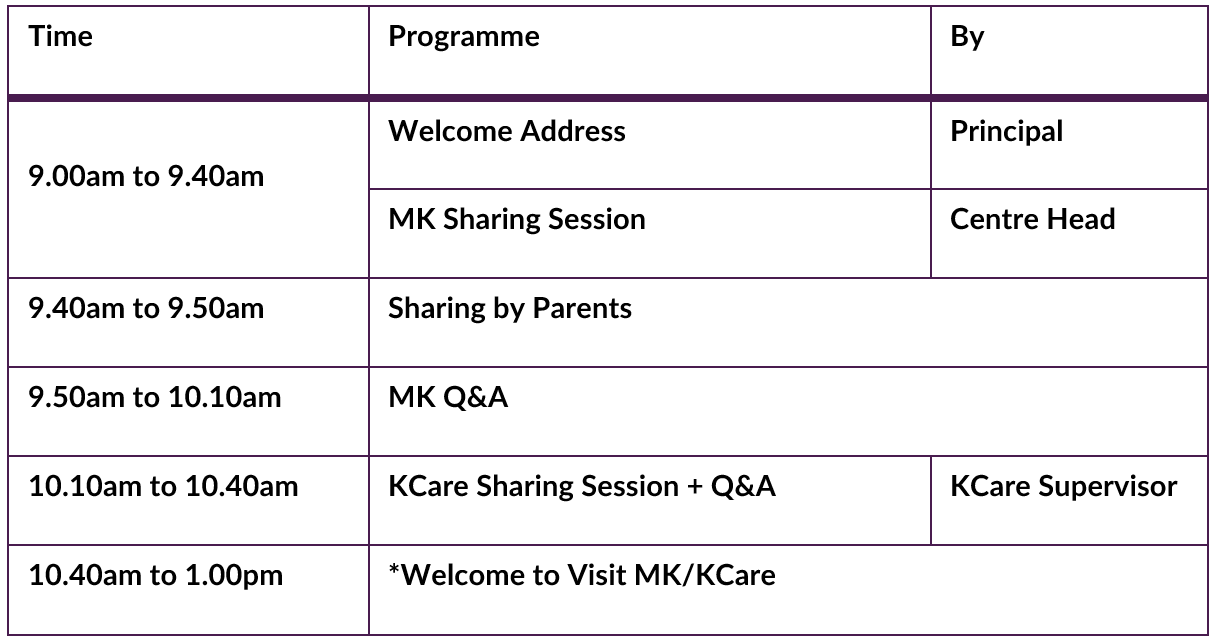 Time Programme By
Welcome Address Principal
9.00am to 9.40am
MK Sharing Session Centre Head
9.40am to 9.50am Sharing by Parents
9.50am to 10.10am MK Q&A
10.10am to 10.40am KCare Sharing Session + Q&A KCare Supervisor
10.40am to 1.00pm *Welcome to Visit MK/KCare